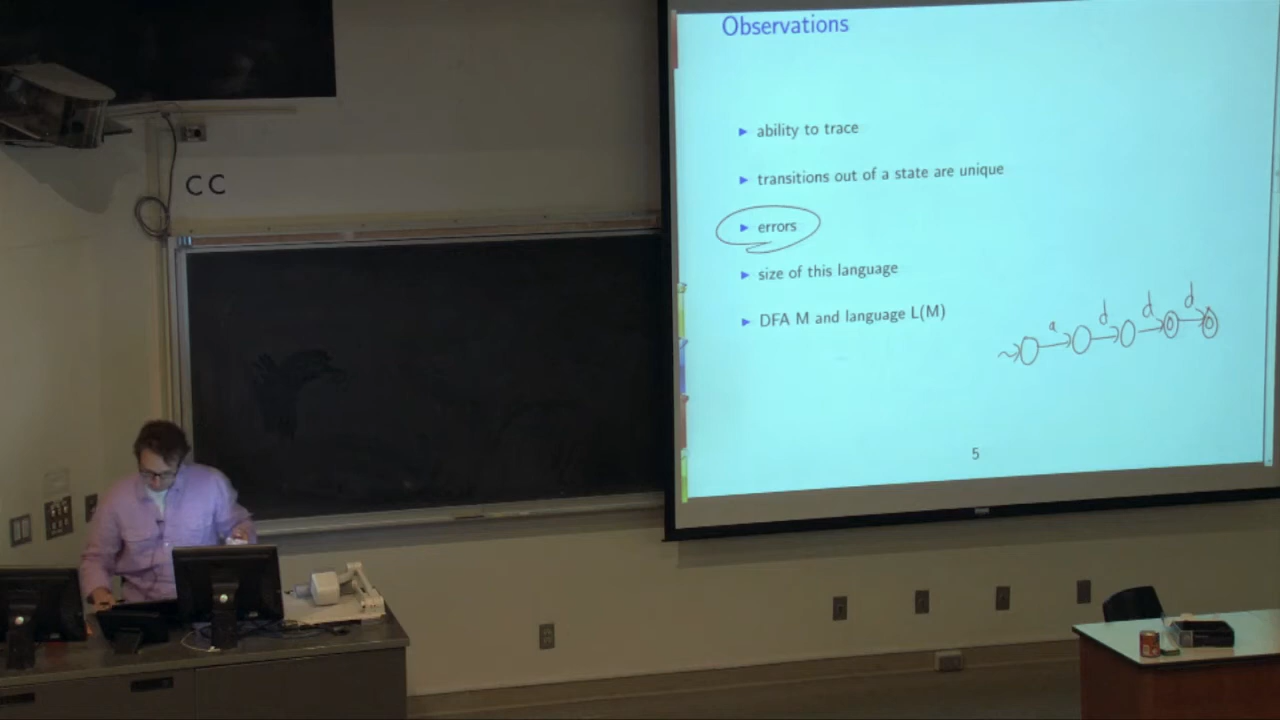 Observations
ability to trace
CC
transitions out of a state are unique
errors
size of this language
DFA M and language L(M)
a d d d
5